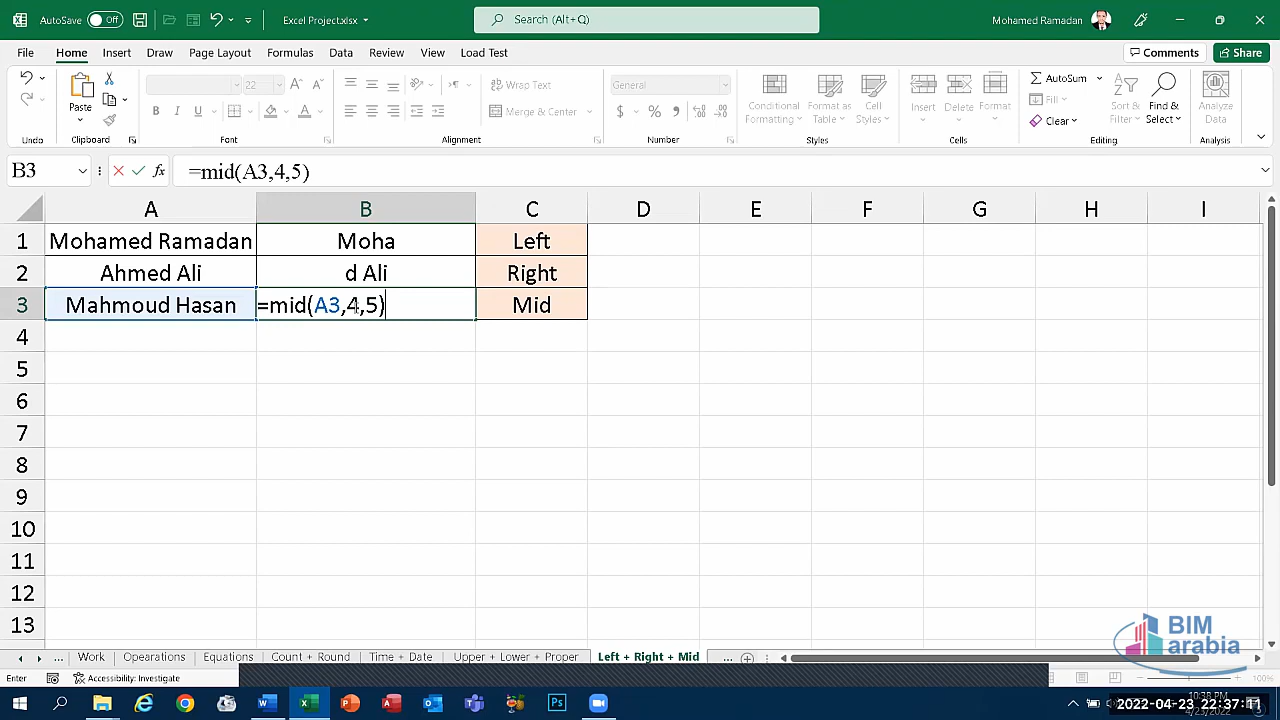 AutoSave Off Excel Project.xlsx Search (Alt+Q) Mohamed Ramadan
File Home Insert Draw Page Layout Formulas Data Review View Load Test Comments Share
Paste 22 Wrap Text General AutoSum
Merge & Center $ % Conditional Formatting Format as Table Cell Styles Insert Delete Format Fill Sort & Filter Find & Select Analyze Data
B I U Clear
Undo Clipboard Font Alignment Number Styles Cells Editing Analysis
B3 fx =mid(A3,4,5)
A B C D E F G H I
1 Mohamed Ramadan Moha Left
2 Ahmed Ali d Ali Right
3 Mahmoud Hasan =mid(A3,4,5) Mid
4
5
6
7
8
9
10
11
12
13
BIM
arabia
... Work Operations Equations Count + Round Time + Date Upper + Lower + Proper Left + Right + Mid ...
Enter Accessibility: Investigate 100%
10:38 PM
2022-04-23 22:37:11